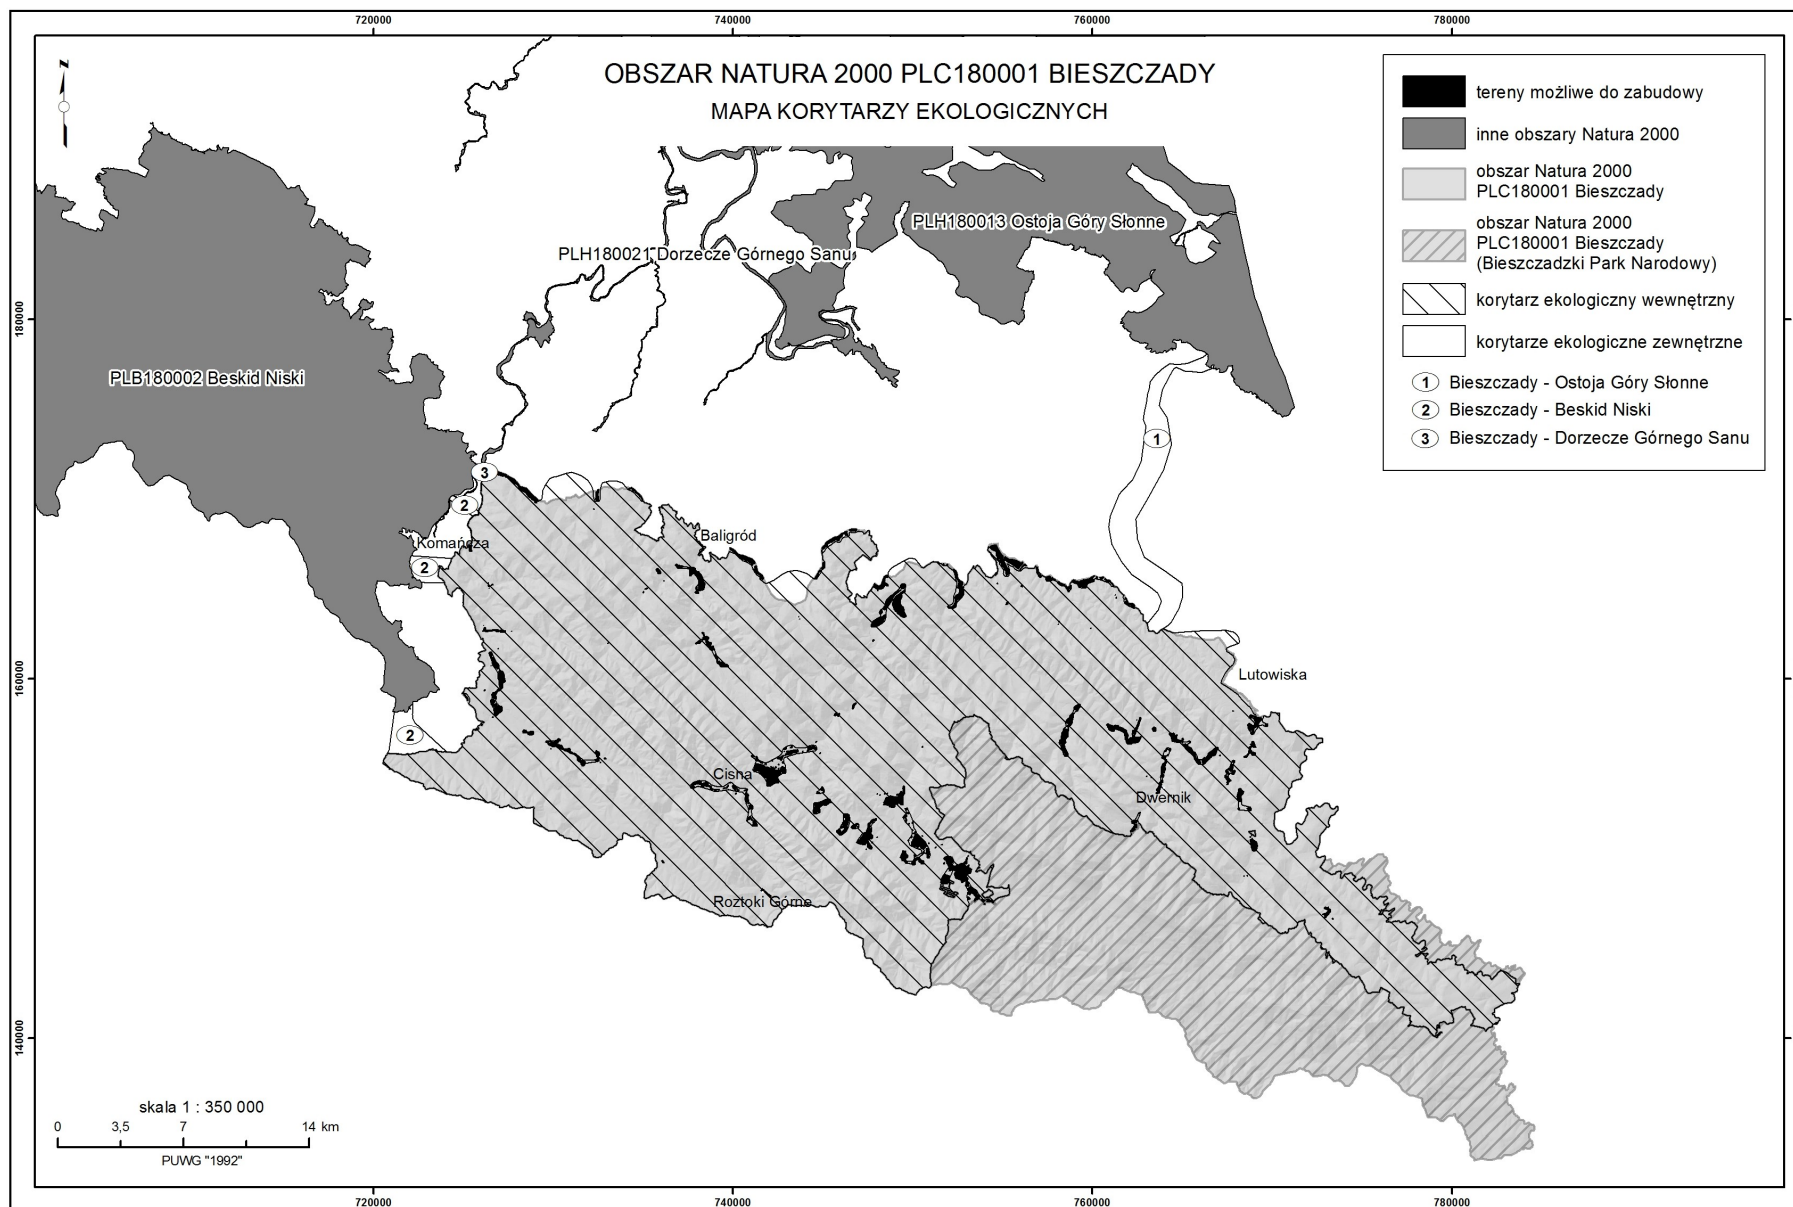 720000
740000
760000
780000
OBSZAR NATURA 2000 PLC180001 BIESZCZADY
MAPA KORYTARZY EKOLOGICZNYCH
z
tereny możliwe do zabudowy
inne obszary Natura 2000
obszar Natura 2000
PLC180001 Bieszczady
obszar Natura 2000
PLC180001 Bieszczady
(Bieszczadzki Park Narodowy)
korytarz ekologiczny wewnętrzny
korytarze ekologiczne zewnętrzne
1 Bieszczady - Ostoja Góry Słonne
2 Bieszczady - Beskid Niski
3 Bieszczady - Dorzecze Górnego Sanu
PLH180013 Ostoja Góry Słonne
PLH180021 Dorzecze Górnego Sanu
180000
PLB180002 Beskid Niski
1
3
2
Komańcza
Baligród
2
160000
Lutowiska
2
Cisna
Dwernik
Roztoki Górne
140000
skala 1 : 350 000
0 3,5 7 14 km
PUWG "1992"
720000
740000
760000
780000